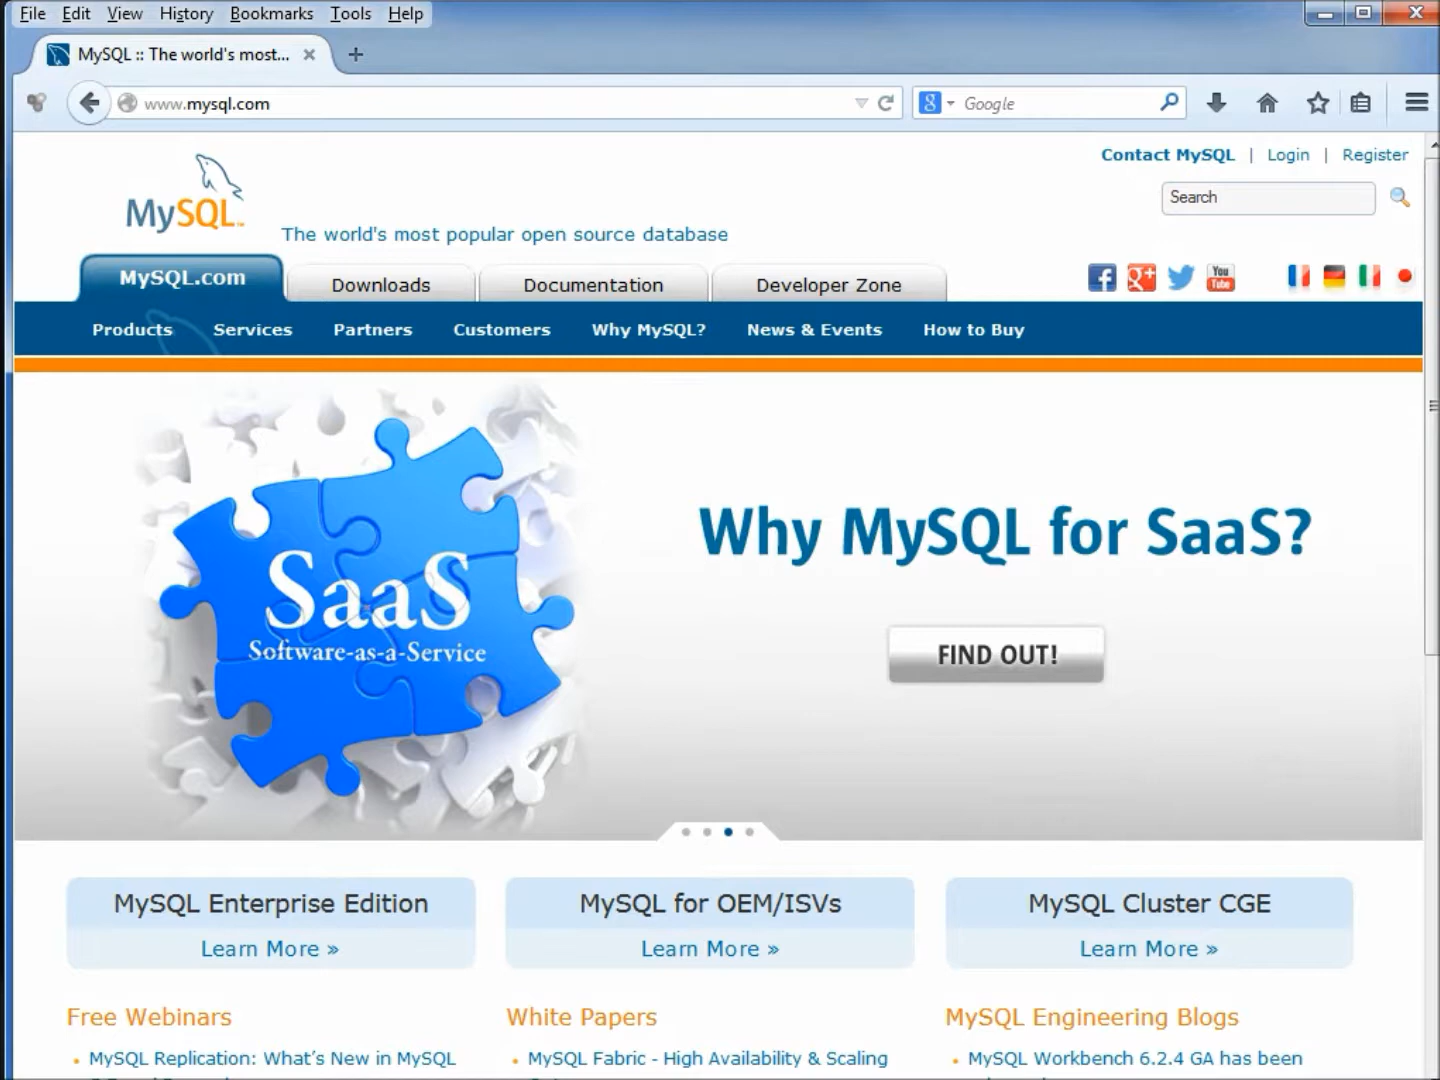 File Edit View History Bookmarks Tools Help
MySQL :: The world's most...
www.mysql.com
Google
Contact MySQL | Login | Register
Search
MySQL™
The world's most popular open source database
MySQL.com Downloads Documentation Developer Zone
You Tube
Products Services Partners Customers Why MySQL? News & Events How to Buy
SaaS
Software-as-a-Service
Why MySQL for SaaS?
FIND OUT!
MySQL Enterprise Edition
Learn More »
MySQL for OEM/ISVs
Learn More »
MySQL Cluster CGE
Learn More »
Free Webinars
MySQL Replication: What’s New in MySQL
White Papers
MySQL Fabric - High Availability & Scaling
MySQL Engineering Blogs
MySQL Workbench 6.2.4 GA has been